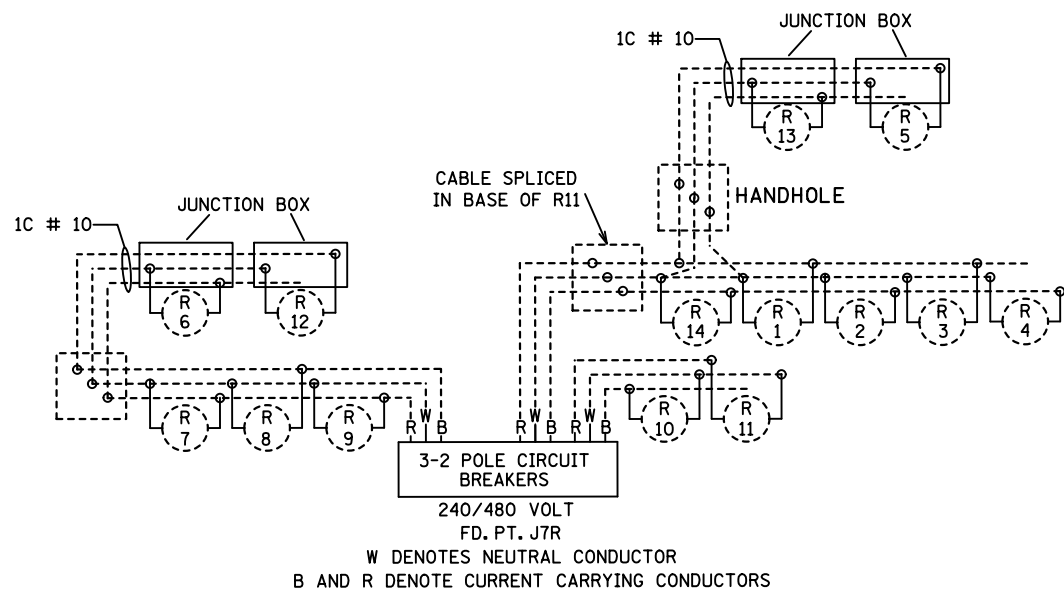 JUNCTION BOX
1C # 10
R
13
R
5
CABLE SPLICED
IN BASE OF R11
HANDHOLE
JUNCTION BOX
1C # 10
R
6
R
12
R
14
R
1
R
2
R
3
R
4
R
7
R
8
R
9
R
10
R
11
R W B R W B R W B
3-2 POLE CIRCUIT
BREAKERS
240/480 VOLT
FD. PT. J7R
W DENOTES NEUTRAL CONDUCTOR
B AND R DENOTE CURRENT CARRYING CONDUCTORS